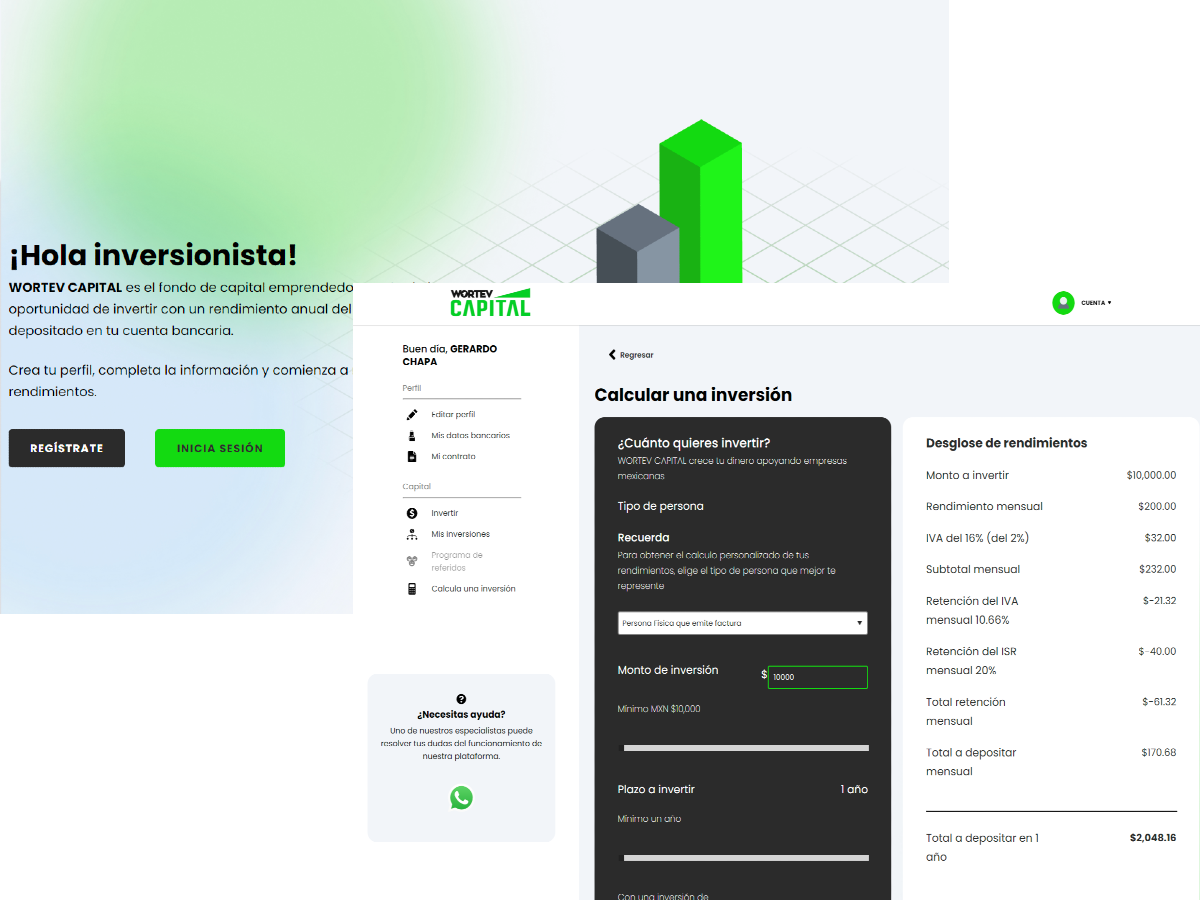 ¡Hola inversionista!
WORTEV CAPITAL es el fondo de capital emprendedo
oportunidad de invertir con un rendimiento anual del
depositado en tu cuenta bancaria.
Crea tu perfil, completa la información y comienza a
rendimientos.
REGÍSTRATE
INICIA SESIÓN
WORTEV
CAPITAL
CUENTA ▾
Buen día, GERARDO
CHAPA
Perfil
Editar perfil
Mis datos bancarios
Mi contrato
Capital
Invertir
Mis inversiones
Programa de
referidos
Calcula una inversión
¿Necesitas ayuda?
Uno de nuestros especialistas puede
resolver tus dudas del funcionamiento de
nuestra plataforma.
Regresar
Calcular una inversión
¿Cuánto quieres invertir?
WORTEV CAPITAL crece tu dinero apoyando empresas
mexicanas
Tipo de persona
Recuerda
Para obtener el calculo personalizado de tus
rendimientos, elige el tipo de persona que mejor te
represente
Persona Física que emite factura
Monto de inversión $ 10000
Mínimo MXN $10,000
Plazo a invertir 1 año
Mínimo un año
Con una inversión de
Desglose de rendimientos
Monto a invertir $10,000.00
Rendimiento mensual $200.00
IVA del 16% (del 2%) $32.00
Subtotal mensual $232.00
Retención del IVA $-21.32
mensual 10.66%
Retención del ISR $-40.00
mensual 20%
Total retención $-61.32
mensual
Total a depositar $170.68
mensual
Total a depositar en 1 $2,048.16
año